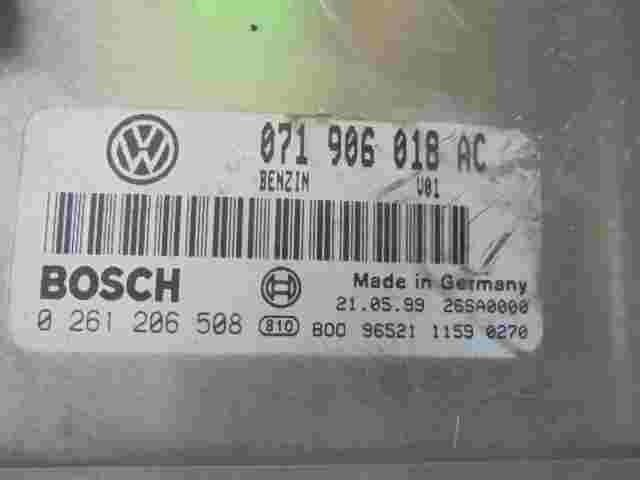 071 906 018 AC
BENZIN V01
BOSCH
Made in Germany
21.05.99 26SA0000
0 261 206 508 810 B00 96521 1159 0270